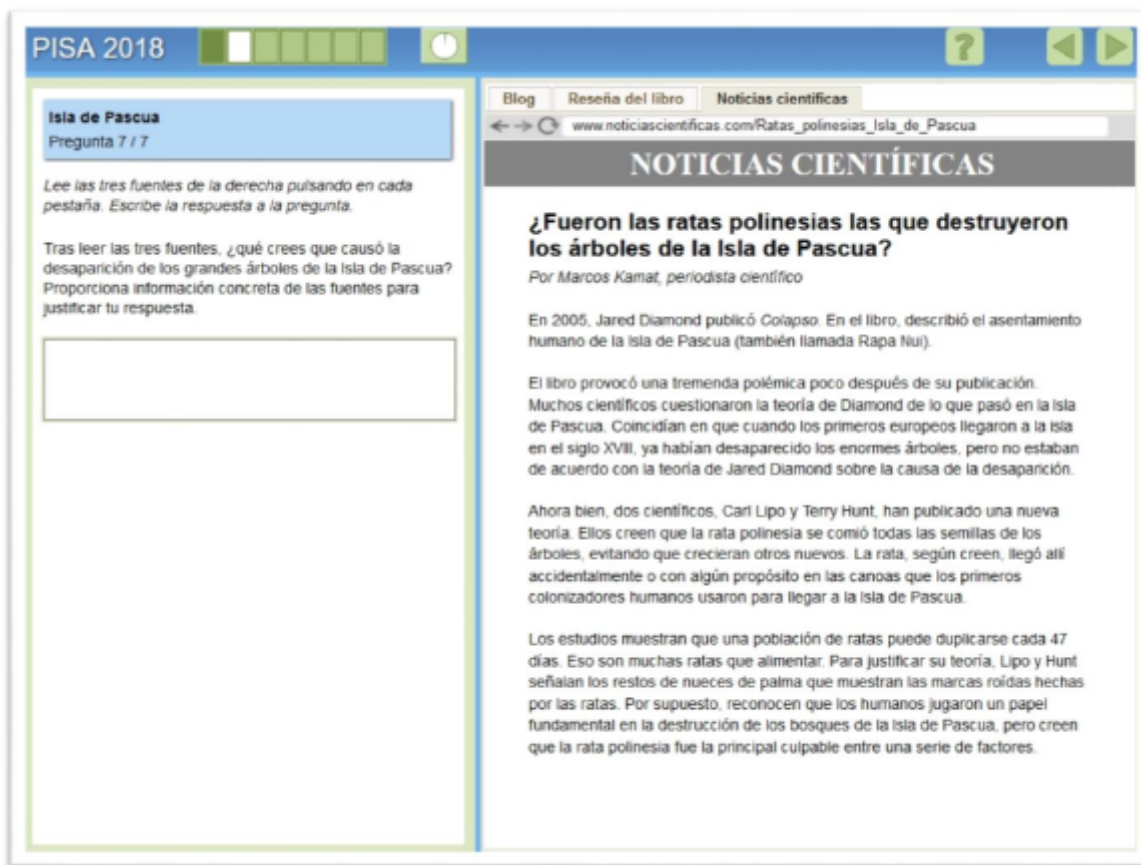 PISA 2018
?
Isla de Pascua
Pregunta 7 / 7
Lee las tres fuentes de la derecha pulsando en cada
pestaña. Escribe la respuesta a la pregunta.
Tras leer las tres fuentes, ¿qué crees que causó la
desaparición de los grandes árboles de la Isla de Pascua?
Proporciona información concreta de las fuentes para
justificar tu respuesta.
Blog Reseña del libro Noticias científicas
www.noticiascientificas.com/Ratas_polinesias_Isla_de_Pascua
NOTICIAS CIENTÍFICAS
¿Fueron las ratas polinesias las que destruyeron
los árboles de la Isla de Pascua?
Por Marcos Kamat, periodista científico
En 2005, Jared Diamond publicó Colapso. En el libro, describió el asentamiento
humano de la Isla de Pascua (también llamada Rapa Nui).
El libro provocó una tremenda polémica poco después de su publicación.
Muchos científicos cuestionaron la teoría de Diamond de lo que pasó en la Isla
de Pascua. Coincidían en que cuando los primeros europeos llegaron a la isla
en el siglo XVIII, ya habían desaparecido los enormes árboles, pero no estaban
de acuerdo con la teoría de Jared Diamond sobre la causa de la desaparición.
Ahora bien, dos científicos, Carl Lipo y Terry Hunt, han publicado una nueva
teoría. Ellos creen que la rata polinesia se comió todas las semillas de los
árboles, evitando que crecieran otros nuevos. La rata, según creen, llegó allí
accidentalmente o con algún propósito en las canoas que los primeros
colonizadores humanos usaron para llegar a la Isla de Pascua.
Los estudios muestran que una población de ratas puede duplicarse cada 47
días. Eso son muchas ratas que alimentar. Para justificar su teoría, Lipo y Hunt
señalan los restos de nueces de palma que muestran las marcas roídas hechas
por las ratas. Por supuesto, reconocen que los humanos jugaron un papel
fundamental en la destrucción de los bosques de la Isla de Pascua, pero creen
que la rata polinesia fue la principal culpable entre una serie de factores.